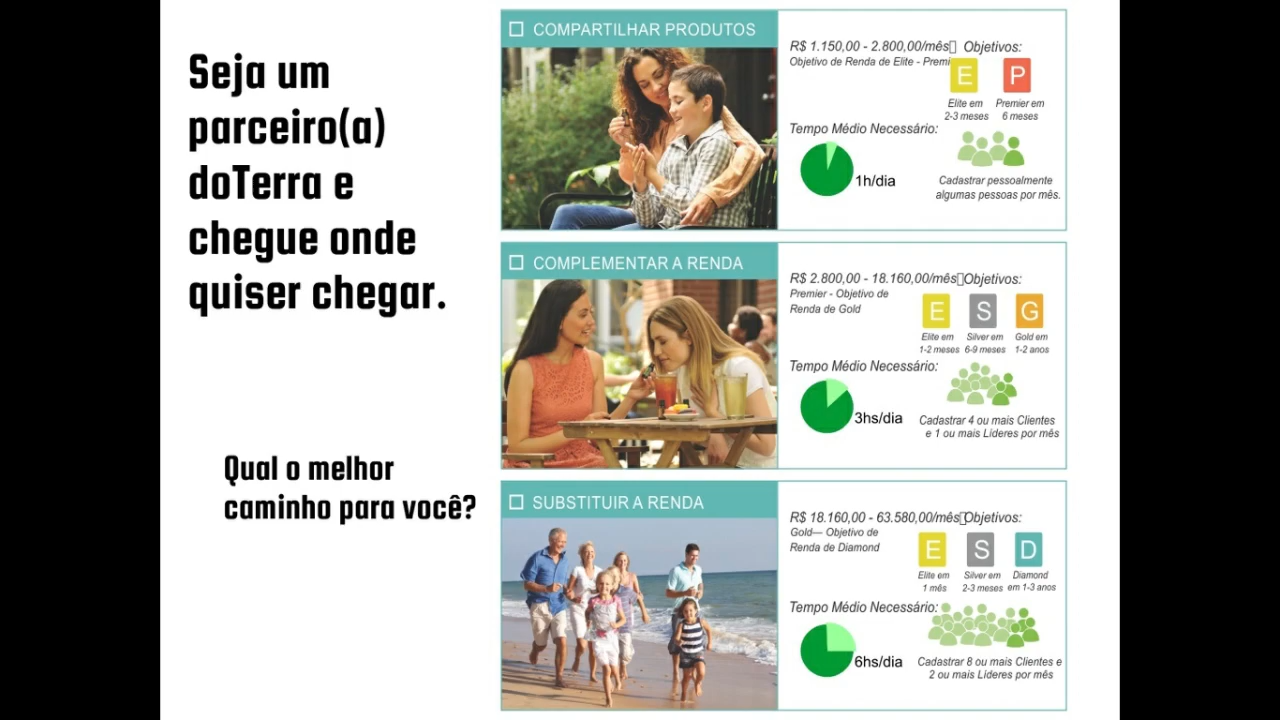 Seja um
parceiro(a)
doTerra e
chegue onde
quiser chegar.
Qual o melhor
caminho para você?
COMPARTILHAR PRODUTOS
R$ 1.150,00 - 2.800,00/mês Objetivos:
Objetivo de Renda de Elite - Premi
E P
Elite em Premier em
2-3 meses 6 meses
Tempo Médio Necessário:
1h/dia
Cadastrar pessoalmente
algumas pessoas por mês.
COMPLEMENTAR A RENDA
R$ 2.800,00 - 18.160,00/mês Objetivos:
Premier - Objetivo de
Renda de Gold
E S G
Elite em Silver em Gold em
1-2 meses 6-9 meses 1-2 anos
Tempo Médio Necessário:
3hs/dia
Cadastrar 4 ou mais Clientes
e 1 ou mais Líderes por mês
SUBSTITUIR A RENDA
R$ 18.160,00 - 63.580,00/mês Objetivos:
Gold— Objetivo de
Renda de Diamond
E S D
Elite em Silver em Diamond
1 mês 2-3 meses em 1-3 anos
Tempo Médio Necessário:
6hs/dia
Cadastrar 8 ou mais Clientes e
2 ou mais Líderes por mês